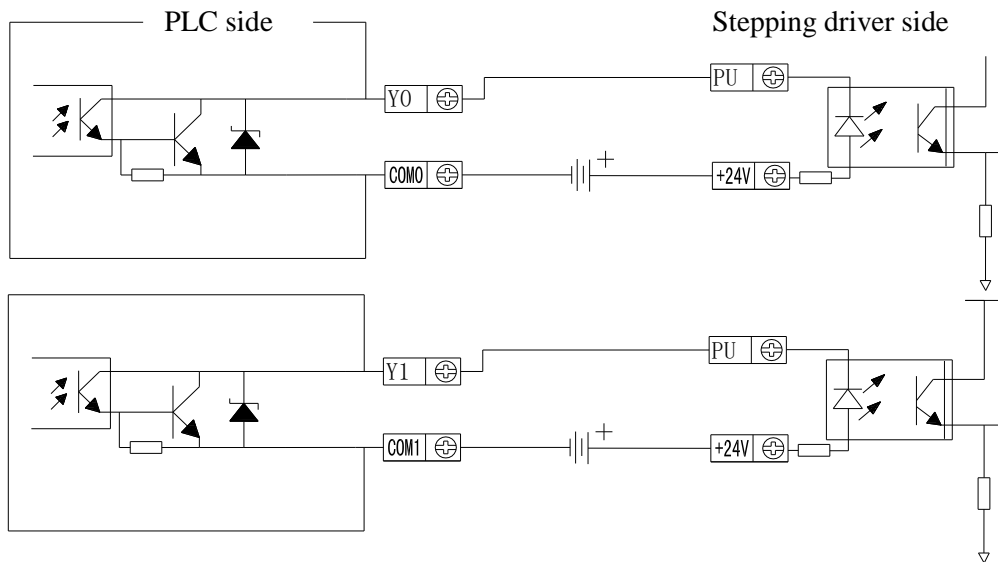 PLC side
Stepping driver side
Y0
PU
COM0
+
+24V
Y1
PU
COM1
+
+24V